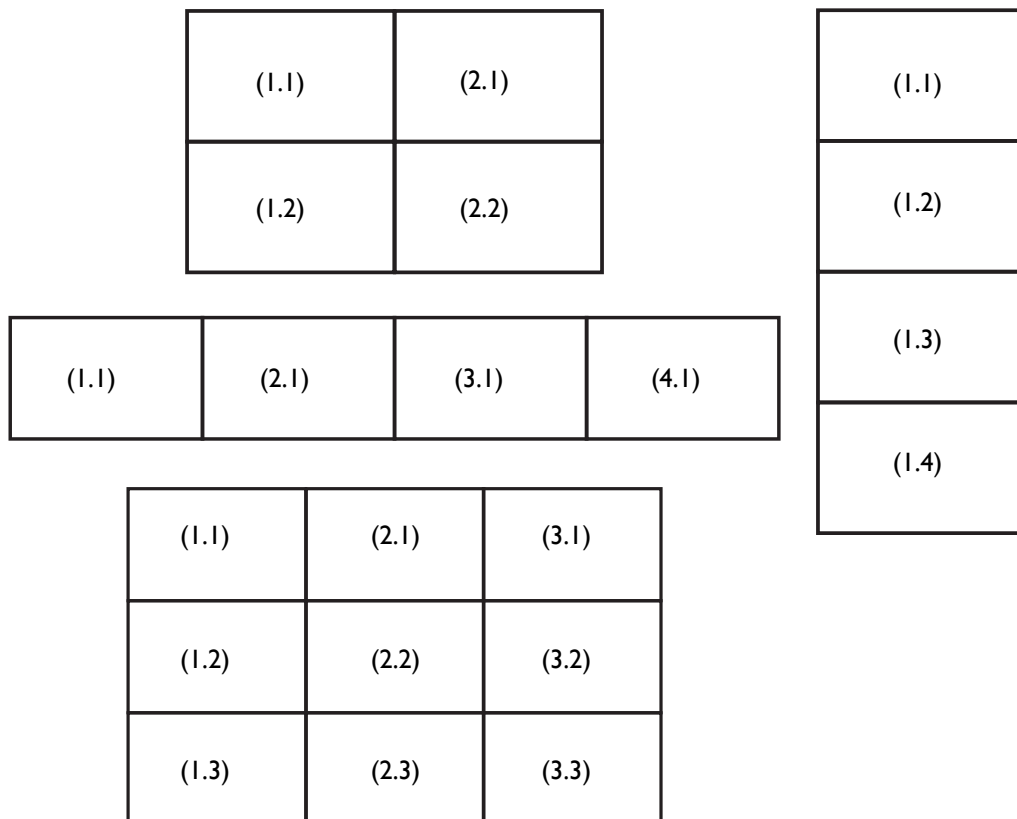 (1.1) (2.1)
(1.2) (2.2)
(1.1)
(1.2)
(1.3)
(1.4)
(1.1) (2.1) (3.1) (4.1)
(1.1) (2.1) (3.1)
(1.2) (2.2) (3.2)
(1.3) (2.3) (3.3)